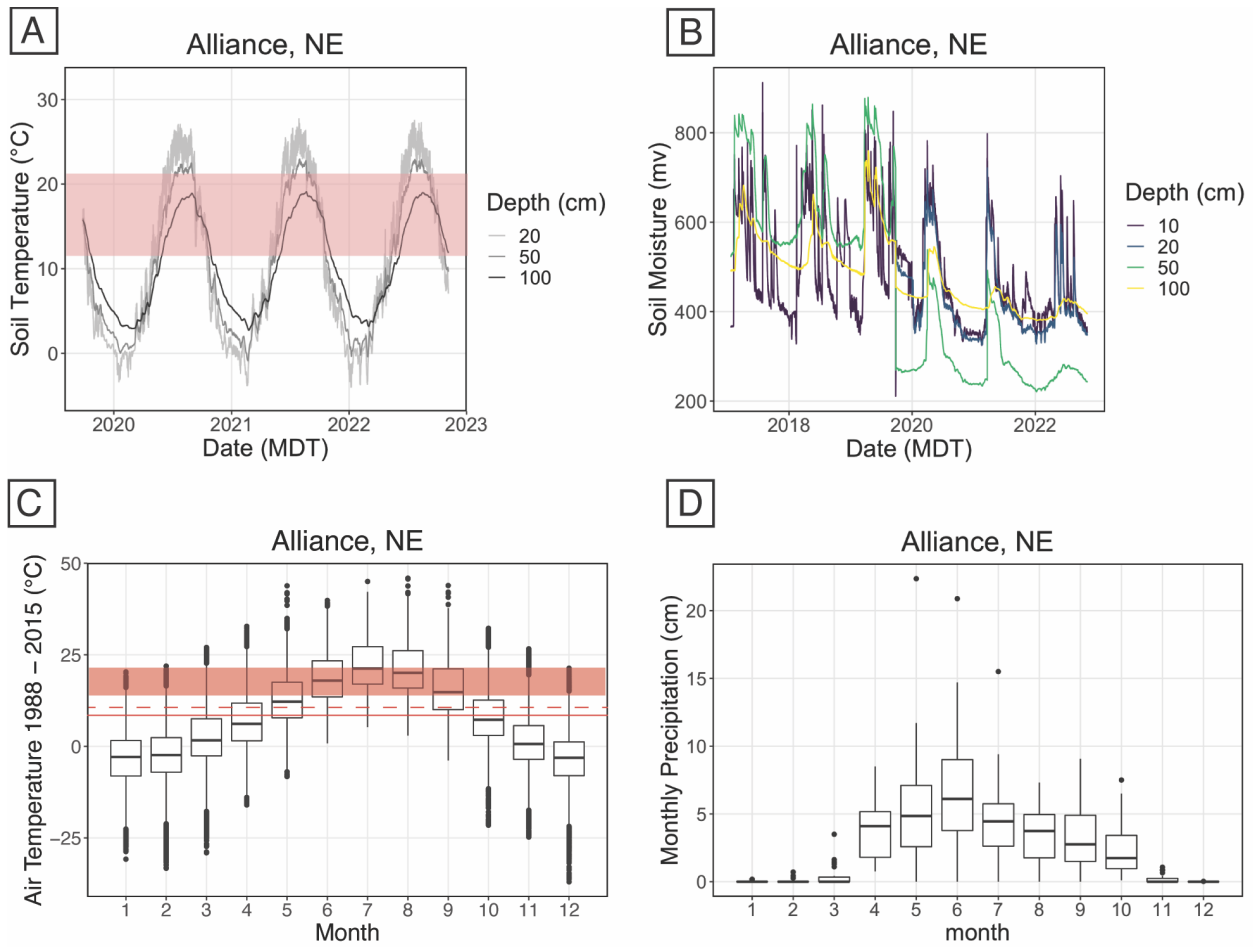 A
Alliance, NE
Soil Temperature (°C)
30
20
10
0
2020 2021 2022 2023
Date (MDT)
Depth (cm)
20
50
100
B
Alliance, NE
Soil Moisture (mv)
800
600
400
200
2018 2020 2022
Date (MDT)
Depth (cm)
10
20
50
100
C
Alliance, NE
Air Temperature 1988 – 2015 (°C)
50
25
0
−25
1 2 3 4 5 6 7 8 9 10 11 12
Month
D
Alliance, NE
Monthly Precipitation (cm)
20
15
10
5
0
1 2 3 4 5 6 7 8 9 10 11 12
month